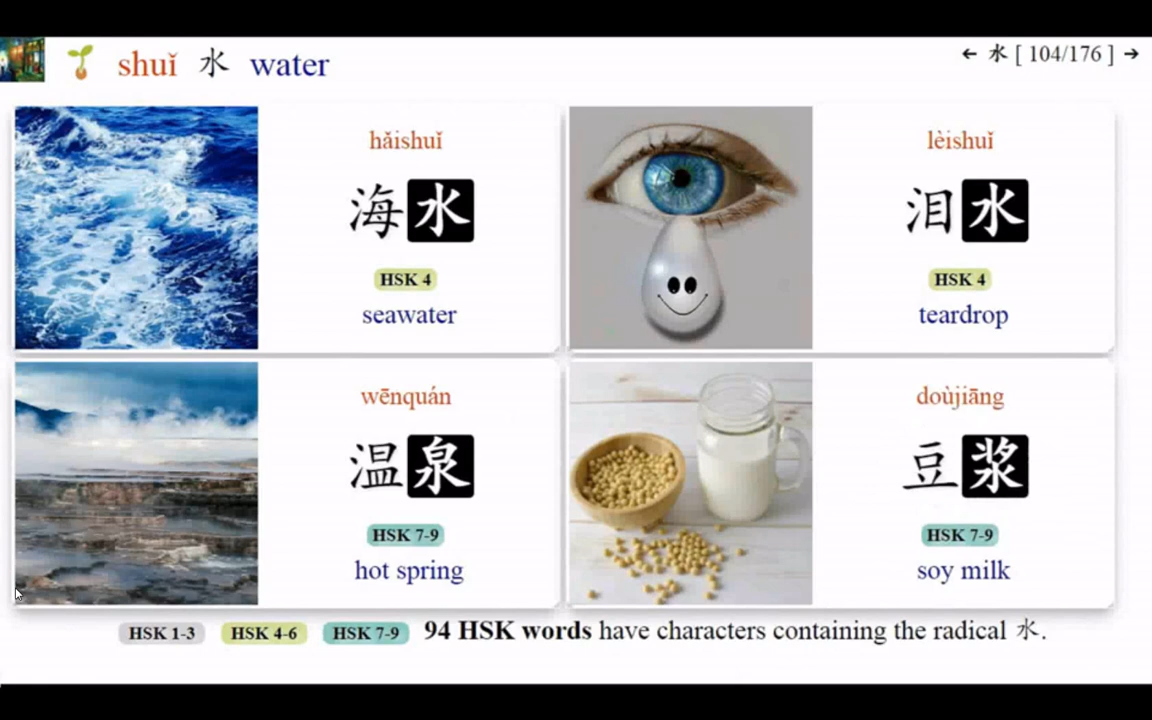 shuǐ 水 water
← 水 [ 104/176 ] →
hǎishuǐ
海水
HSK 4
seawater
lèishuǐ
泪水
HSK 4
teardrop
wēnquán
温泉
HSK 7-9
hot spring
doùjiāng
豆浆
HSK 7-9
soy milk
HSK 1-3 HSK 4-6 HSK 7-9 94 HSK words have characters containing the radical 水.